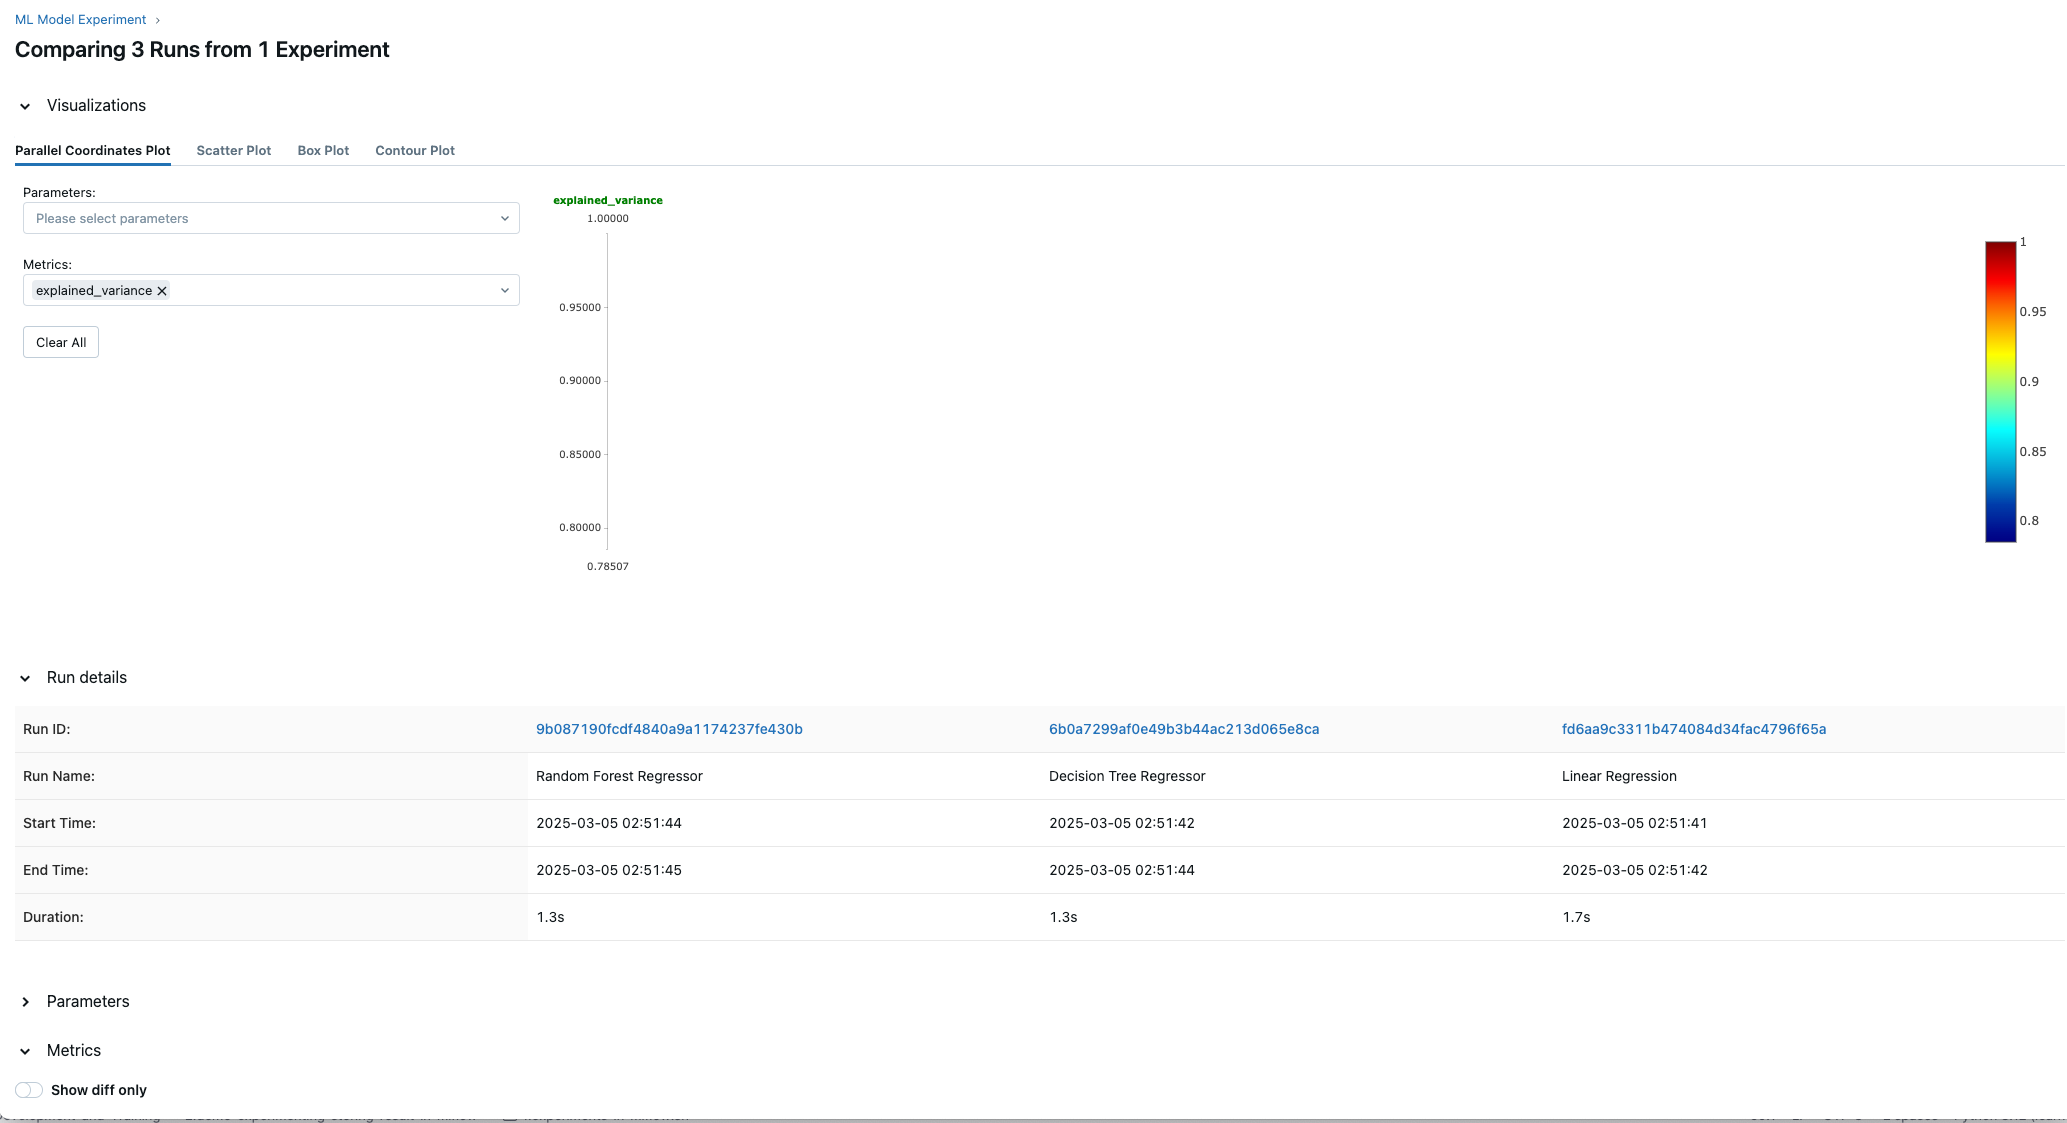 ML Model Experiment ›
Comparing 3 Runs from 1 Experiment
Visualizations
Parallel Coordinates Plot Scatter Plot Box Plot Contour Plot
Parameters:
Please select parameters
Metrics:
explained_variance
Clear All
explained_variance
1.00000
0.95000
0.90000
0.85000
0.80000
0.78507
1
0.95
0.9
0.85
0.8
Run details
Run ID: 9b087190fcdf4840a9a1174237fe430b 6b0a7299af0e49b3b44ac213d065e8ca fd6aa9c3311b474084d34fac4796f65a
Run Name: Random Forest Regressor Decision Tree Regressor Linear Regression
Start Time: 2025-03-05 02:51:44 2025-03-05 02:51:42 2025-03-05 02:51:41
End Time: 2025-03-05 02:51:45 2025-03-05 02:51:44 2025-03-05 02:51:42
Duration: 1.3s 1.3s 1.7s
Parameters
Metrics
Show diff only